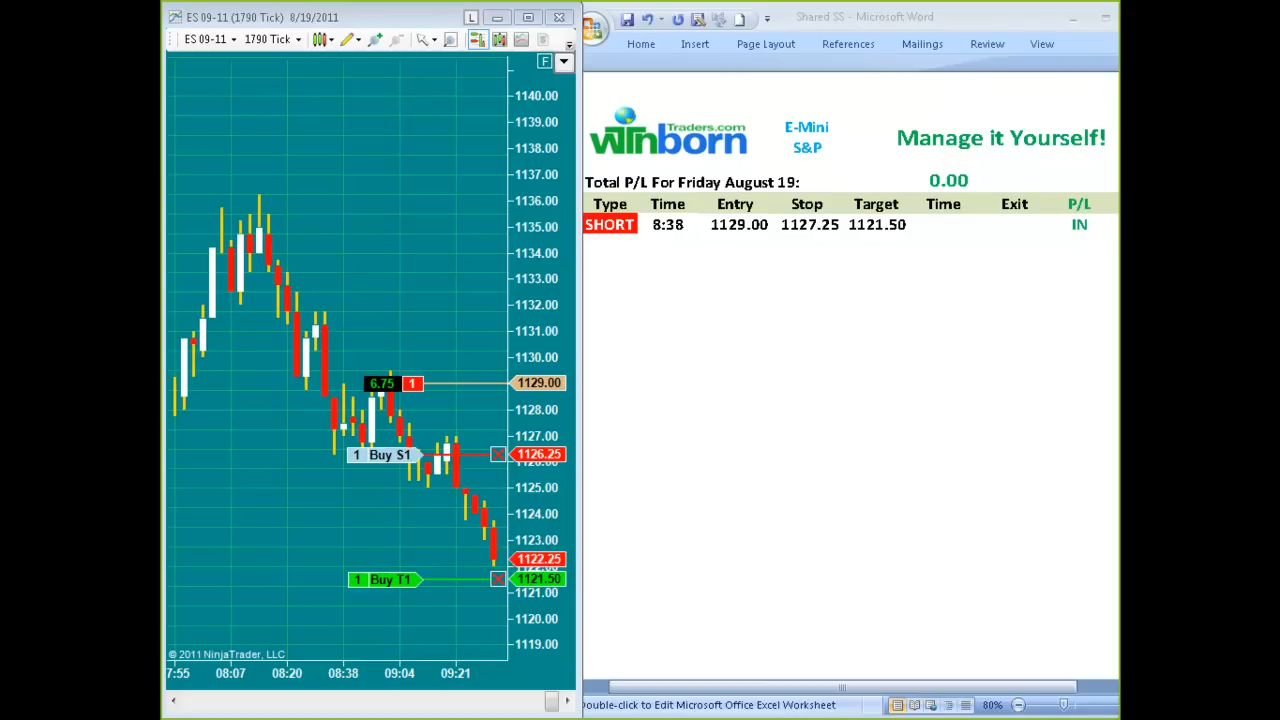 ES 09-11 (1790 Tick) 8/19/2011
L
ES 09-11 1790 Tick
F
1140.00
1139.00
1138.00
1137.00
1136.00
1135.00
1134.00
1133.00
1132.00
1131.00
1130.00
6.75 1 1129.00
1128.00
1127.00
1 Buy S1 1126.25
1126.00
1125.00
1124.00
1123.00
1122.25
1122.00
1 Buy T1 1121.50
1121.00
1120.00
1119.00
© 2011 NinjaTrader, LLC
7:55 08:07 08:20 08:38 09:04 09:21
Shared SS - Microsoft Word
Home Insert Page Layout References Mailings Review View
winborn
Traders.com
E-Mini
S&P
Manage it Yourself!
Total P/L For Friday August 19: 0.00
Type Time Entry Stop Target Time Exit P/L
SHORT 8:38 1129.00 1127.25 1121.50 IN
Double-click to Edit Microsoft Office Excel Worksheet
80%